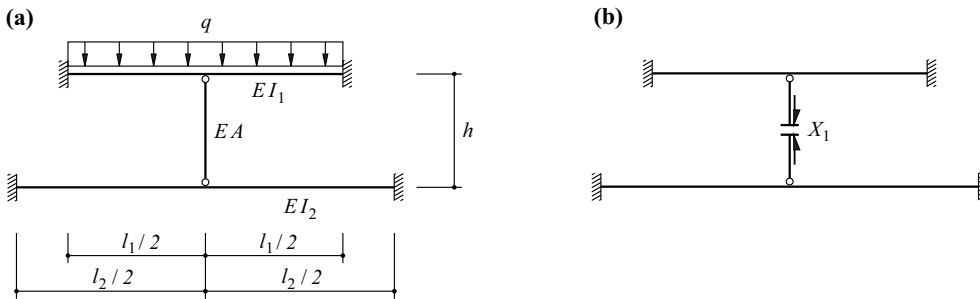 (a)
q
EI₁
EA
h
EI₂
l₁/2
l₁/2
l₂/2
l₂/2
(b)
X₁